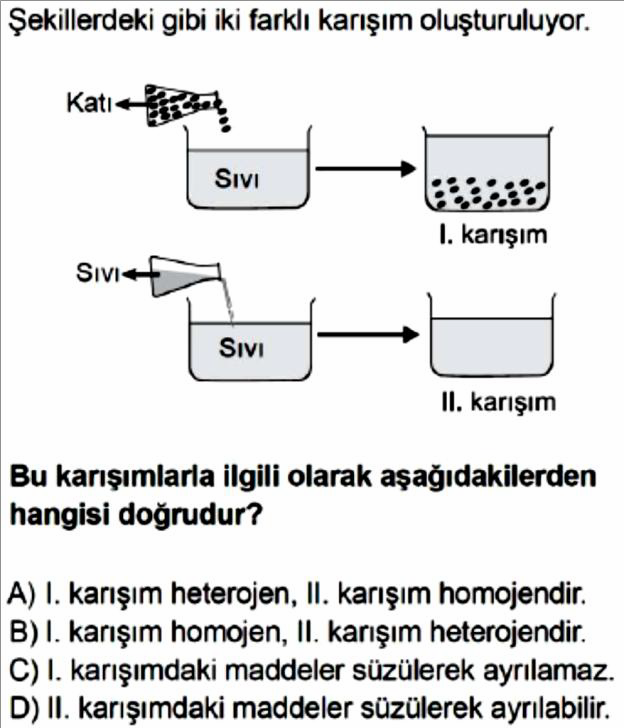 Şekillerdeki gibi iki farklı karışım oluşturuluyor.
Katı
Sıvı
I. karışım
Sıvı
Sıvı
II. karışım
Bu karışımlarla ilgili olarak aşağıdakilerden
hangisi doğrudur?
A) I. karışım heterojen, II. karışım homojendir.
B) I. karışım homojen, II. karışım heterojendir.
C) I. karışımdaki maddeler süzülerek ayrılamaz.
D) II. karışımdaki maddeler süzülerek ayrılabilir.